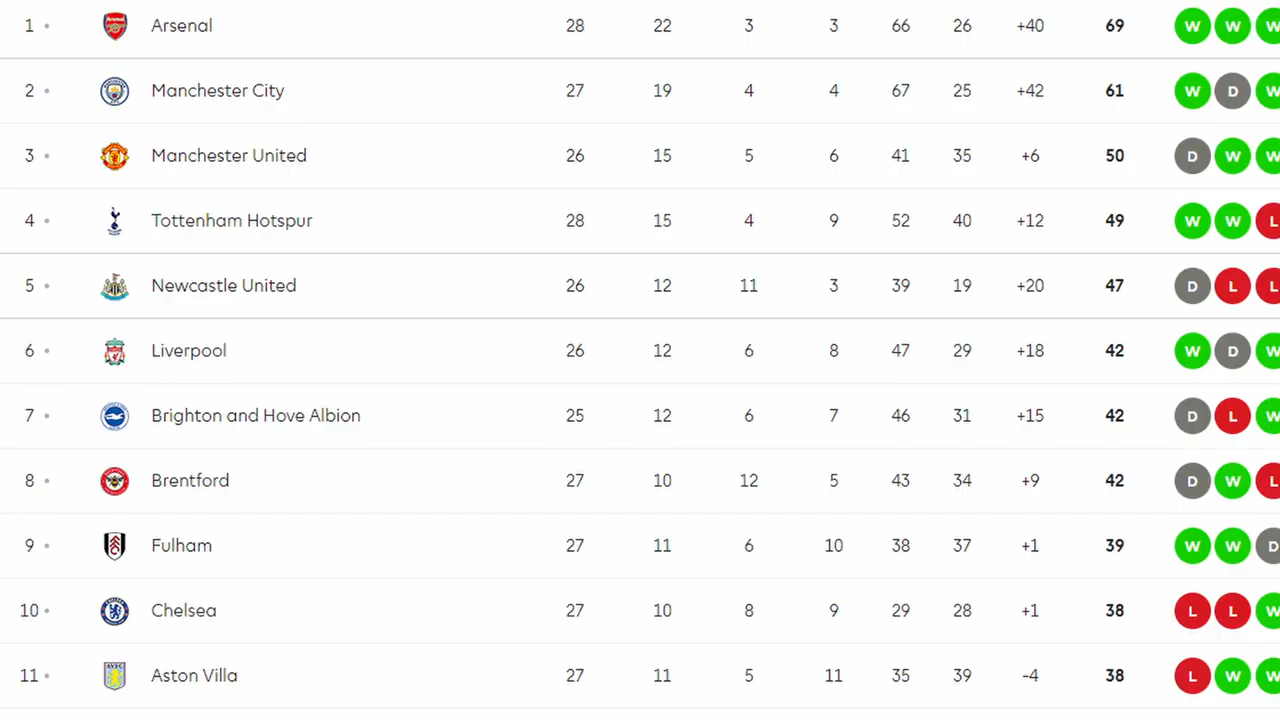 1 Arsenal 28 22 3 3 66 26 +40 69 W W W
2 Manchester City 27 19 4 4 67 25 +42 61 W D W
3 Manchester United 26 15 5 6 41 35 +6 50 D W W
4 Tottenham Hotspur 28 15 4 9 52 40 +12 49 W W L
5 Newcastle United 26 12 11 3 39 19 +20 47 D L L
6 Liverpool 26 12 6 8 47 29 +18 42 W D W
7 Brighton and Hove Albion 25 12 6 7 46 31 +15 42 D L W
8 Brentford 27 10 12 5 43 34 +9 42 D W L
9 Fulham 27 11 6 10 38 37 +1 39 W W D
10 Chelsea 27 10 8 9 29 28 +1 38 L L W
11 Aston Villa 27 11 5 11 35 39 -4 38 L W W